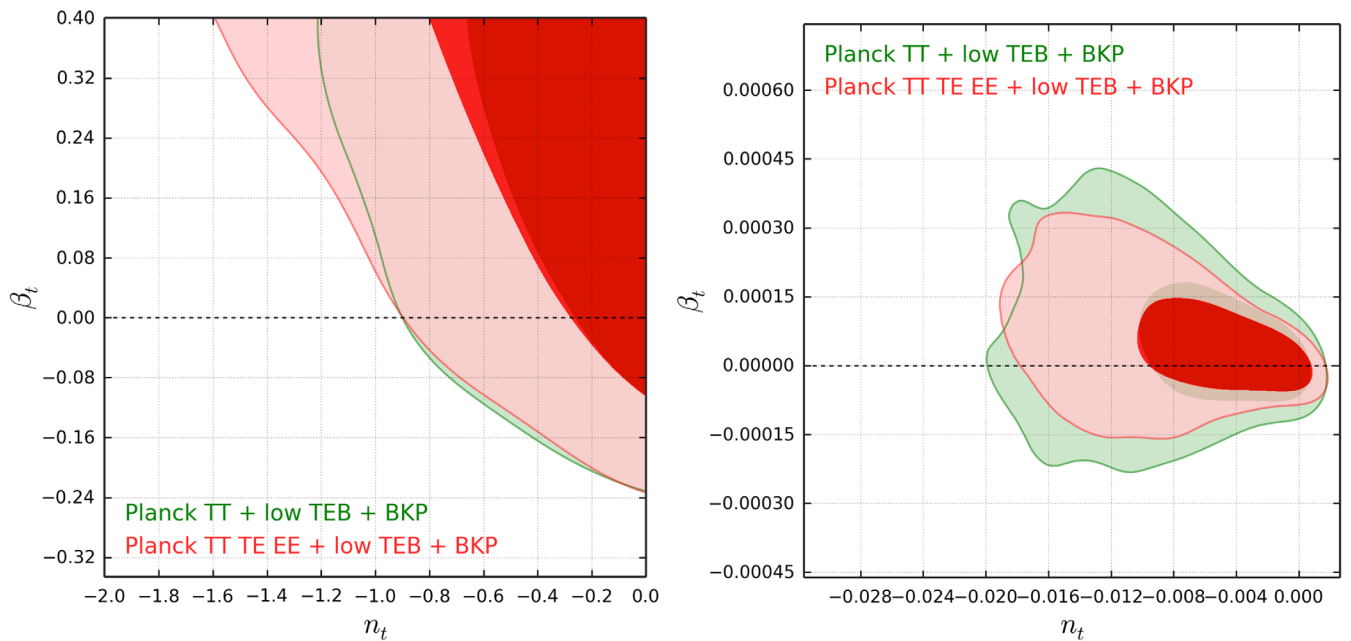 0.40
0.32
0.24
0.16
0.08
0.00
−0.08
−0.16
−0.24
−0.32
βt
Planck TT + low TEB + BKP
Planck TT TE EE + low TEB + BKP
−2.0 −1.8 −1.6 −1.4 −1.2 −1.0 −0.8 −0.6 −0.4 −0.2 0.0
nt
Planck TT + low TEB + BKP
Planck TT TE EE + low TEB + BKP
0.00060
0.00045
0.00030
0.00015
0.00000
−0.00015
−0.00030
−0.00045
βt
−0.028 −0.024 −0.020 −0.016 −0.012 −0.008 −0.004 0.000
nt